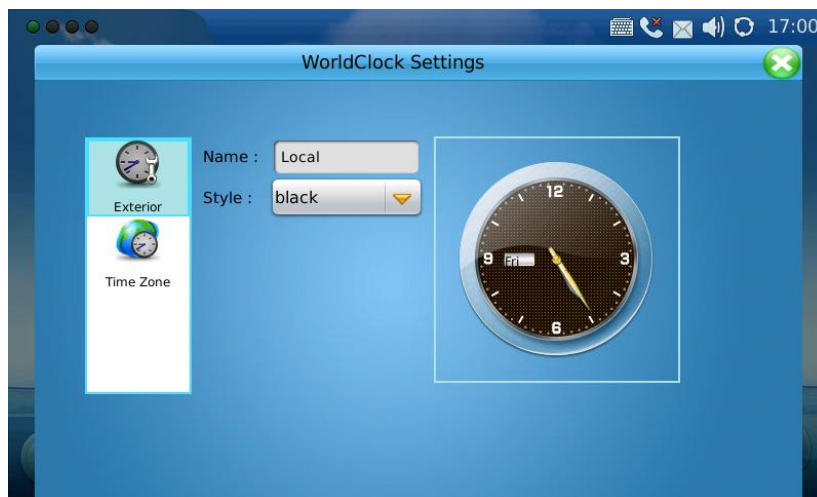 17:00
WorldClock Settings
Exterior
Time Zone
Name : Local
Style : black
12
9 Fri 3
6